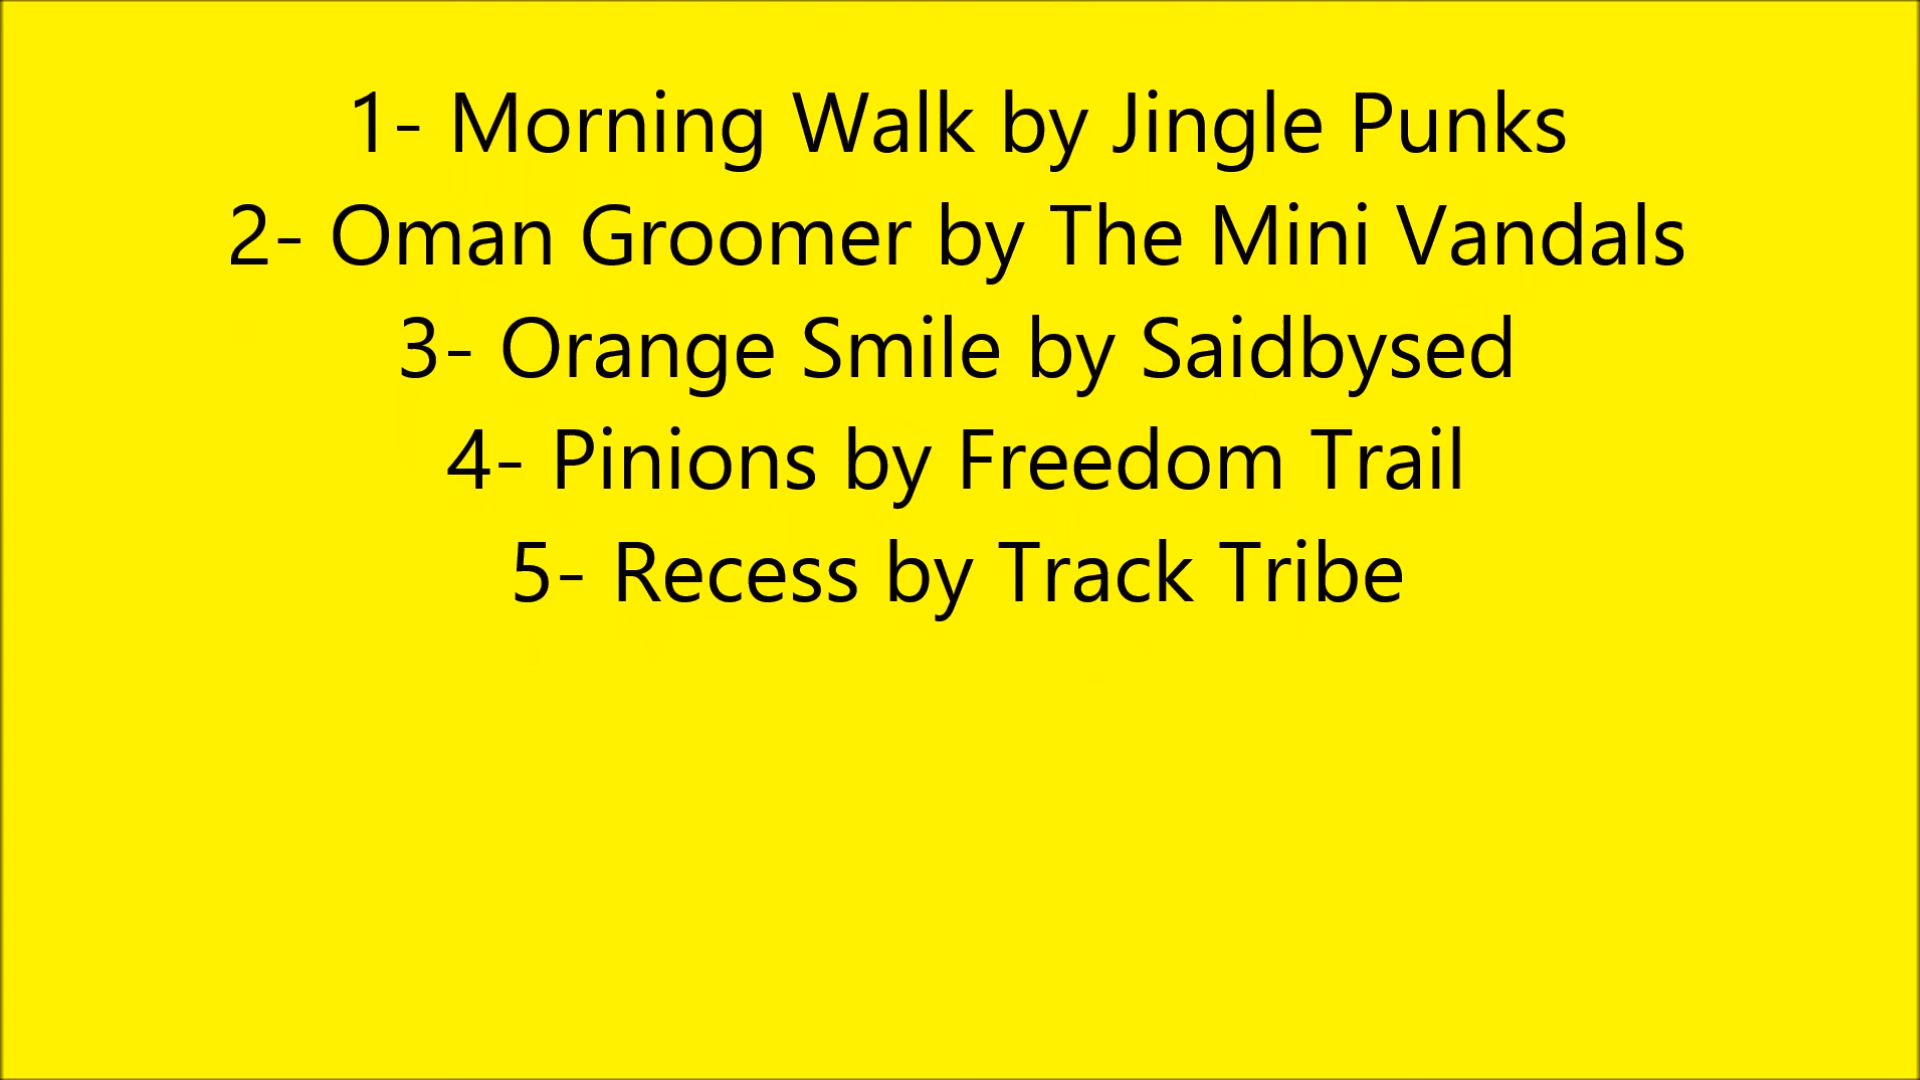 1- Morning Walk by Jingle Punks
2- Oman Groomer by The Mini Vandals
3- Orange Smile by Saidbysed
4- Pinions by Freedom Trail
5- Recess by Track Tribe